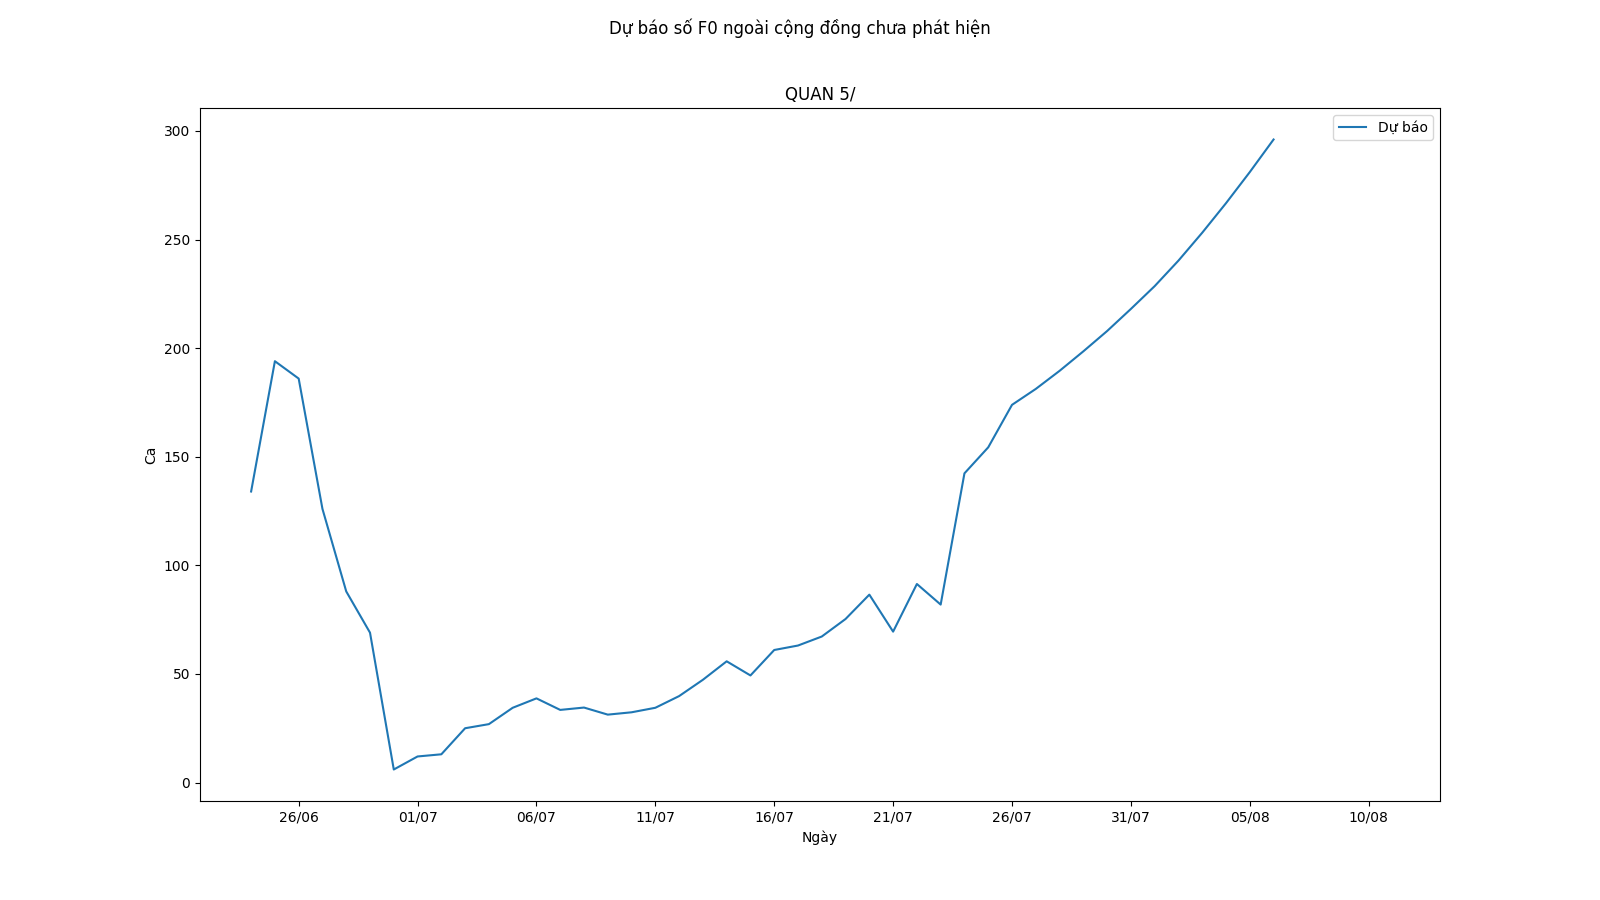 Dự báo số F0 ngoài cộng đồng chưa phát hiện
QUAN 5/
Dự báo
300
250
200
150
100
50
0
Ca
26/06 01/07 06/07 11/07 16/07 21/07 26/07 31/07 05/08 10/08
Ngày